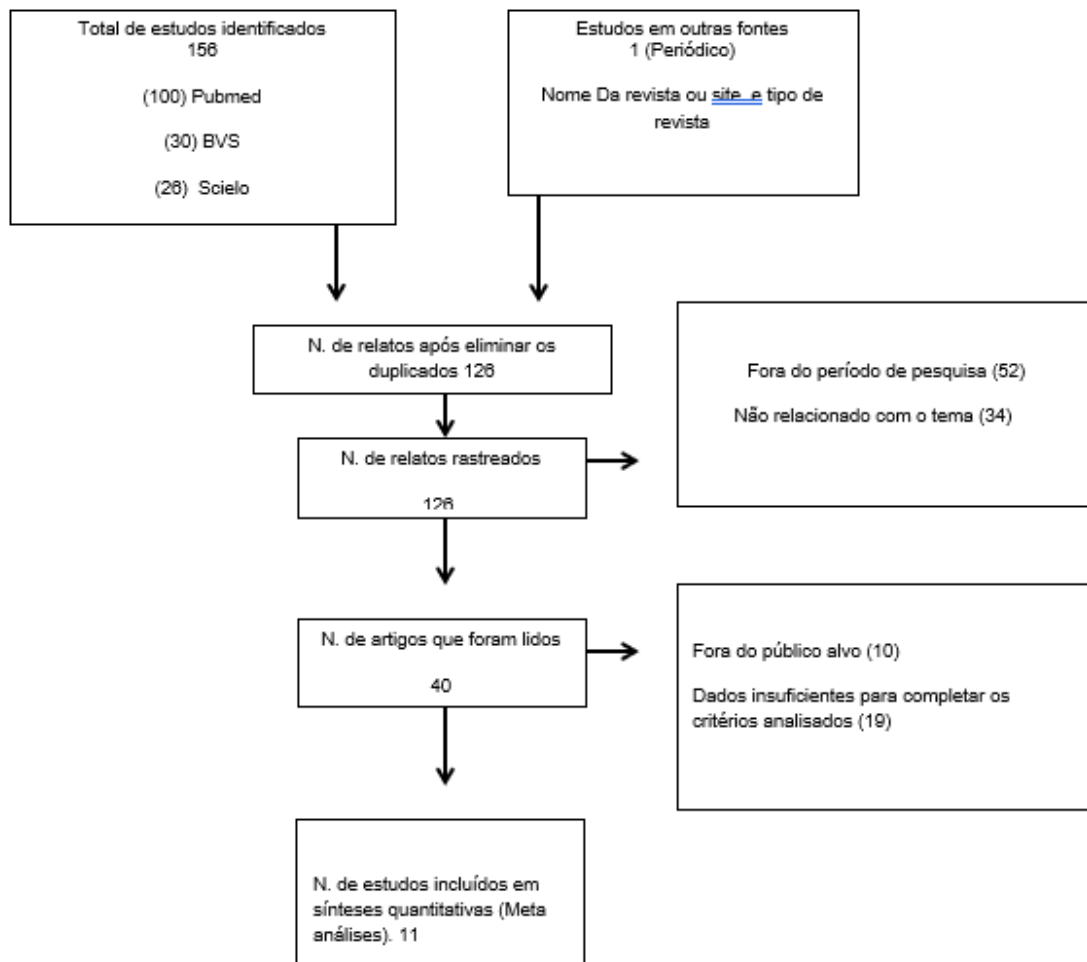 Total de estudos identificados
156
(100) Pubmed
(30) BVS
(26) Scielo
Estudos em outras fontes
1 (Periódico)
Nome Da revista ou site e tipo de
revista
N. de relatos após eliminar os
duplicados 126
Fora do período de pesquisa (52)
Não relacionado com o tema (34)
N. de relatos rastreados
126
N. de artigos que foram lidos
40
Fora do público alvo (10)
Dados insuficientes para completar os
critérios analisados (19)
N. de estudos incluídos em
sínteses quantitativas (Meta
análises). 11